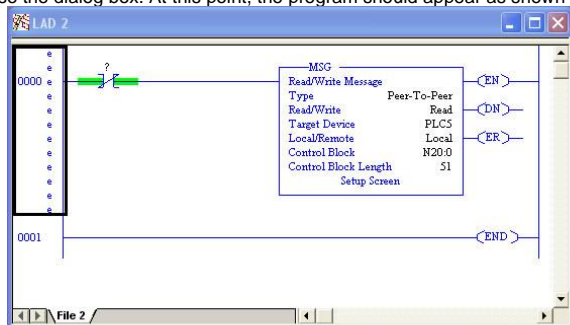 se the dialog box. At this point, the program should appear as shown
LAD 2
e
e
0000 e
e
e
e
e
e
e
e
?
MSG
Read/Write Message
Type Peer-To-Peer
Read/Write Read
Target Device PLC5
Local/Remote Local
Control Block N20:0
Control Block Length 51
Setup Screen
EN
DN
ER
0001
END
File 2